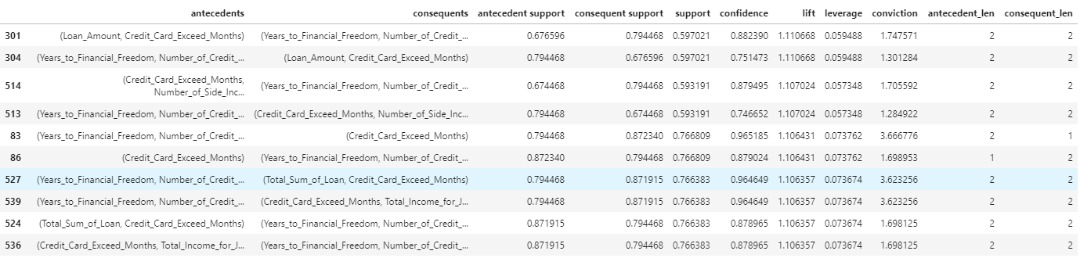 antecedents consequents antecedent support consequent support support confidence lift leverage conviction antecedent_len consequent_len
301 (Loan_Amount, Credit_Card_Exceed_Months) (Years_to_Financial_Freedom, Number_of_Credit_... 0.676596 0.794468 0.597021 0.882390 1.110668 0.059488 1.747571 2 2
304 (Years_to_Financial_Freedom, Number_of_Credit_... (Loan_Amount, Credit_Card_Exceed_Months) 0.794468 0.676596 0.597021 0.751473 1.110668 0.059488 1.301284 2 2
514 (Credit_Card_Exceed_Months,
Number_of_Side_Inc... (Years_to_Financial_Freedom, Number_of_Credit_... 0.674468 0.794468 0.593191 0.879495 1.107024 0.057348 1.705592 2 2
513 (Years_to_Financial_Freedom, Number_of_Credit_... (Credit_Card_Exceed_Months, Number_of_Side_Inc... 0.794468 0.674468 0.593191 0.746652 1.107024 0.057348 1.284922 2 2
83 (Years_to_Financial_Freedom, Number_of_Credit_... (Credit_Card_Exceed_Months) 0.794468 0.872340 0.766809 0.965185 1.106431 0.073762 3.666776 2 1
86 (Credit_Card_Exceed_Months) (Years_to_Financial_Freedom, Number_of_Credit_... 0.872340 0.794468 0.766809 0.879024 1.106431 0.073762 1.698953 1 2
527 (Years_to_Financial_Freedom, Number_of_Credit_... (Total_Sum_of_Loan, Credit_Card_Exceed_Months) 0.794468 0.871915 0.766383 0.964649 1.106357 0.073674 3.623256 2 2
539 (Years_to_Financial_Freedom, Number_of_Credit_... (Credit_Card_Exceed_Months, Total_Income_for_J... 0.794468 0.871915 0.766383 0.964649 1.106357 0.073674 3.623256 2 2
524 (Total_Sum_of_Loan, Credit_Card_Exceed_Months) (Years_to_Financial_Freedom, Number_of_Credit_... 0.871915 0.794468 0.766383 0.878965 1.106357 0.073674 1.698125 2 2
536 (Credit_Card_Exceed_Months, Total_Income_for_J... (Years_to_Financial_Freedom, Number_of_Credit_... 0.871915 0.794468 0.766383 0.878965 1.106357 0.073674 1.698125 2 2